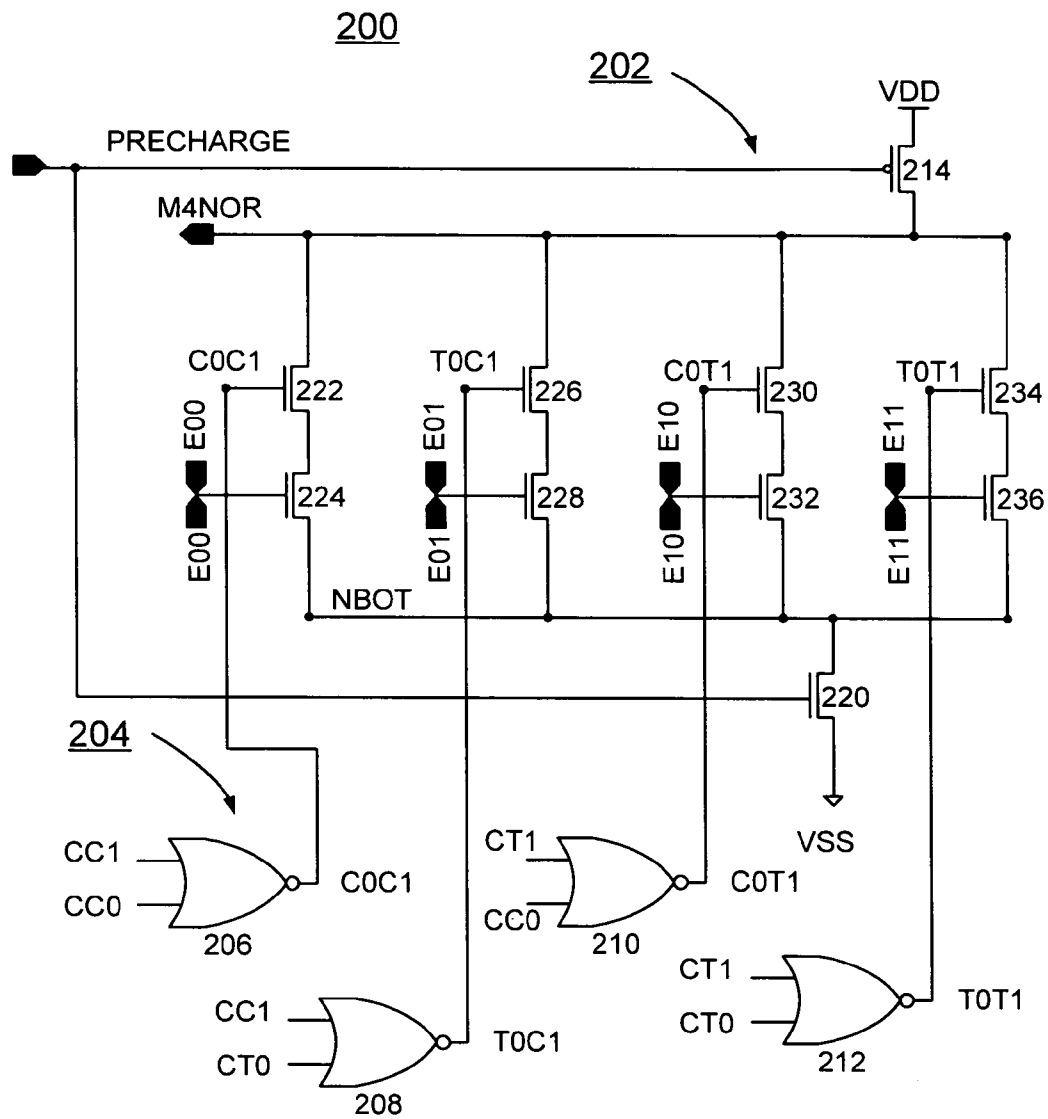 200
202
VDD
PRECHARGE
214
M4NOR
C0C1
T0C1
C0T1
T0T1
222
226
230
234
E00
E01
E10
E11
224
228
232
236
E00
E01
E10
E11
NBOT
220
204
VSS
CC1
CC0
C0C1
206
CT1
CC0
C0T1
210
CC1
CT0
T0C1
208
CT1
CT0
T0T1
212